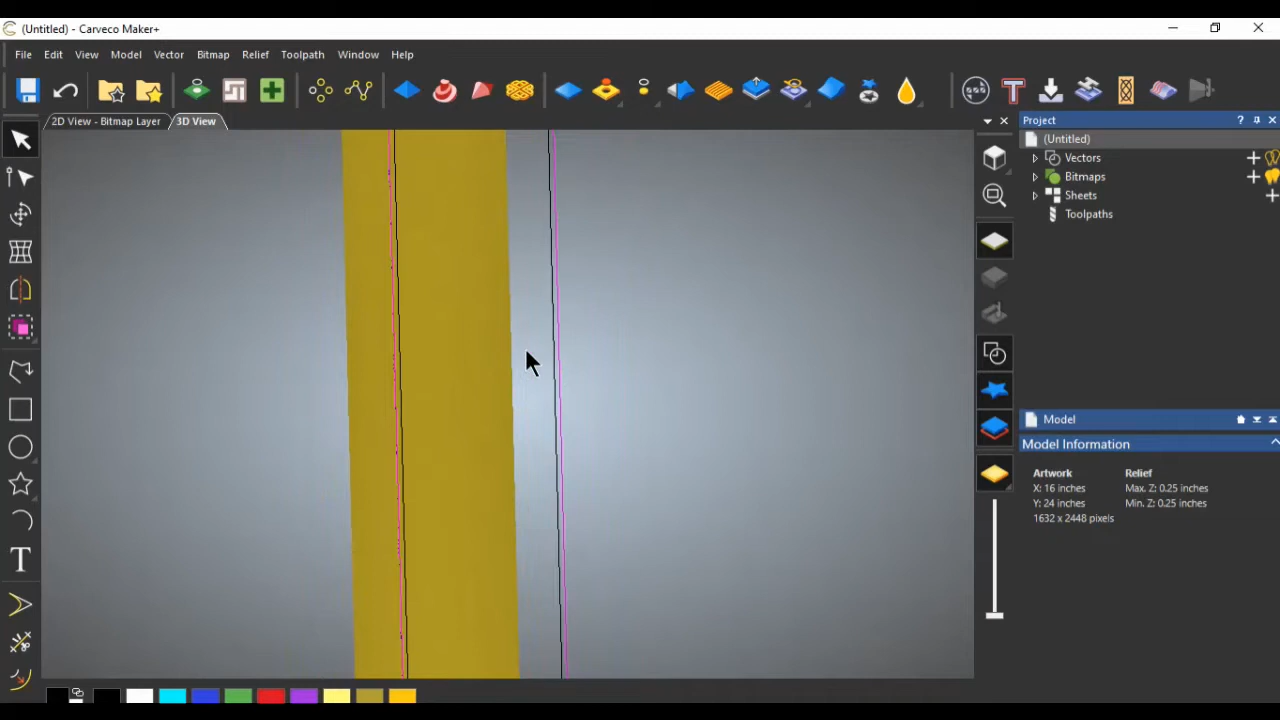 (Untitled) - Carveco Maker+
File Edit View Model Vector Bitmap Relief Toolpath Window Help
2D View - Bitmap Layer 3D View
Project
(Untitled)
Vectors
Bitmaps
Sheets
Toolpaths
Model
Model Information
Artwork Relief
X: 16 inches Max. Z: 0.25 inches
Y: 24 inches Min. Z: 0.25 inches
1632 x 2448 pixels